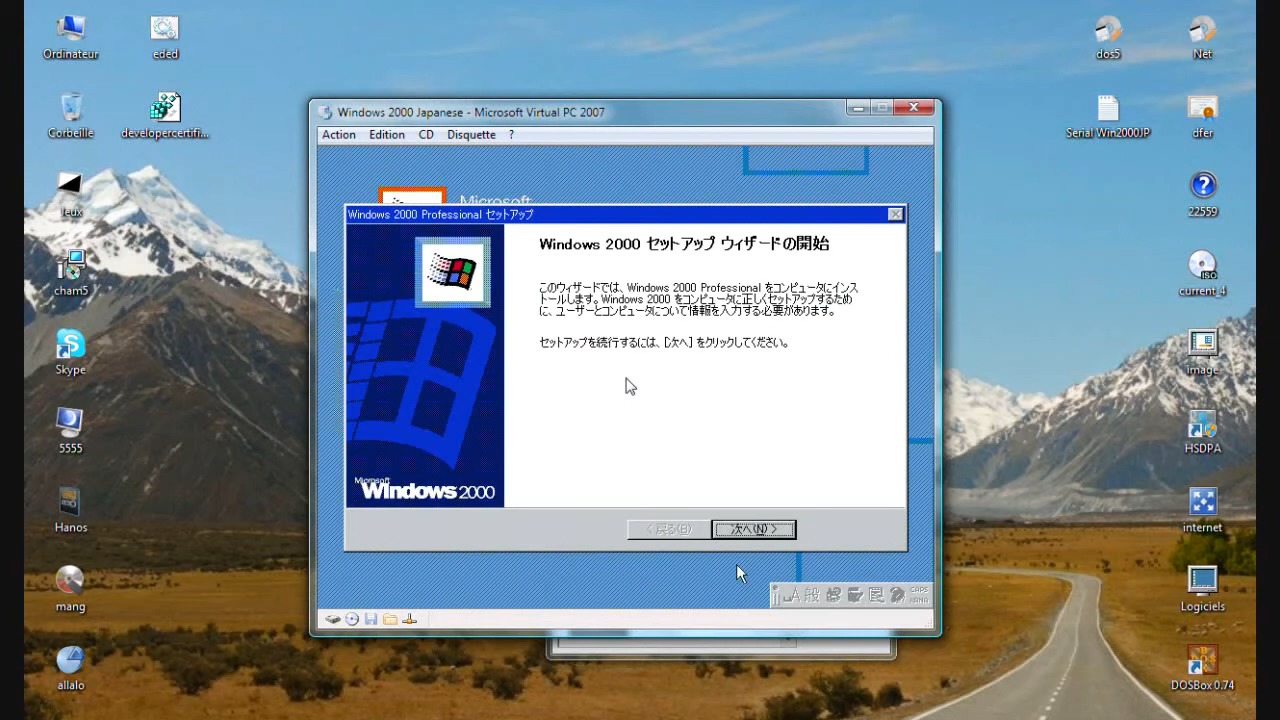 Ordinateur
eded
dos5
Net
Corbeille
developercertifi...
Serial Win2000JP
dfer
Jeux
22559
cham5
ISO
current_4
Skype
image
5555
HSDPA
Hanos
internet
mang
Logiciels
allalo
DOSBox 0.74
Windows 2000 Japanese - Microsoft Virtual PC 2007
Action Edition CD Disquette ?
Microsoft
Windows 2000 Professional セットアップ
Windows 2000 セットアップ ウィザードの開始
このウィザードでは、Windows 2000 Professional をコンピュータにインス
トールします。Windows 2000 をコンピュータに正しくセットアップするため
に、ユーザーとコンピュータについて情報を入力する必要があります。
セットアップを続行するには、[次へ] をクリックしてください。
Microsoft
Windows 2000
< 戻る(B)
次へ(N) >
A 般
CAPS
KANA